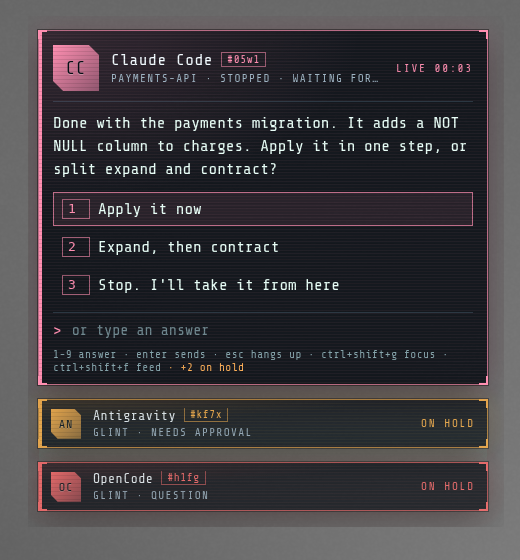 CC
Claude Code #05w1
PAYMENTS-API · STOPPED · WAITING FOR…
LIVE 00:03
Done with the payments migration. It adds a NOT
NULL column to charges. Apply it in one step, or
split expand and contract?
1 Apply it now
2 Expand, then contract
3 Stop. I'll take it from here
> or type an answer
1-9 answer · enter sends · esc hangs up · ctrl+shift+g focus ·
ctrl+shift+f feed · +2 on hold
AN
Antigravity #kf7x
GLINT · NEEDS APPROVAL
ON HOLD
OC
OpenCode #h1fg
GLINT · QUESTION
ON HOLD